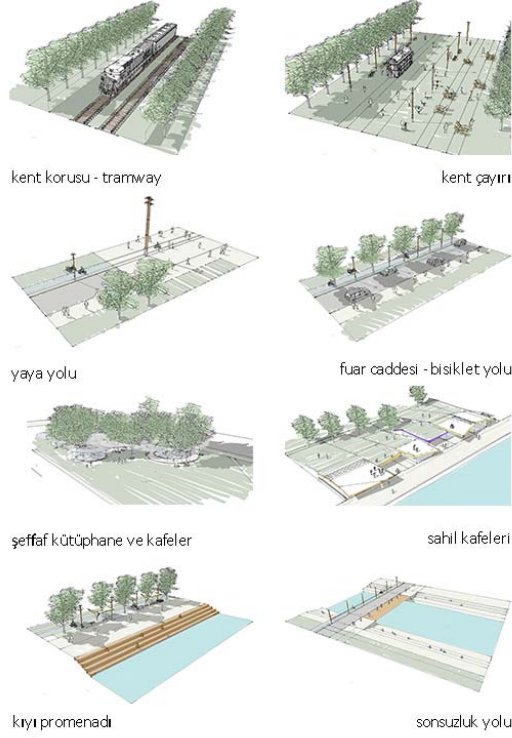 kent korusu - tramway
kent çayırı
yaya yolu
fuar caddesi - bisiklet yolu
şeffaf kütüphane ve kafeler
sahil kafeleri
kıyı promenadı
sonsuzluk yolu